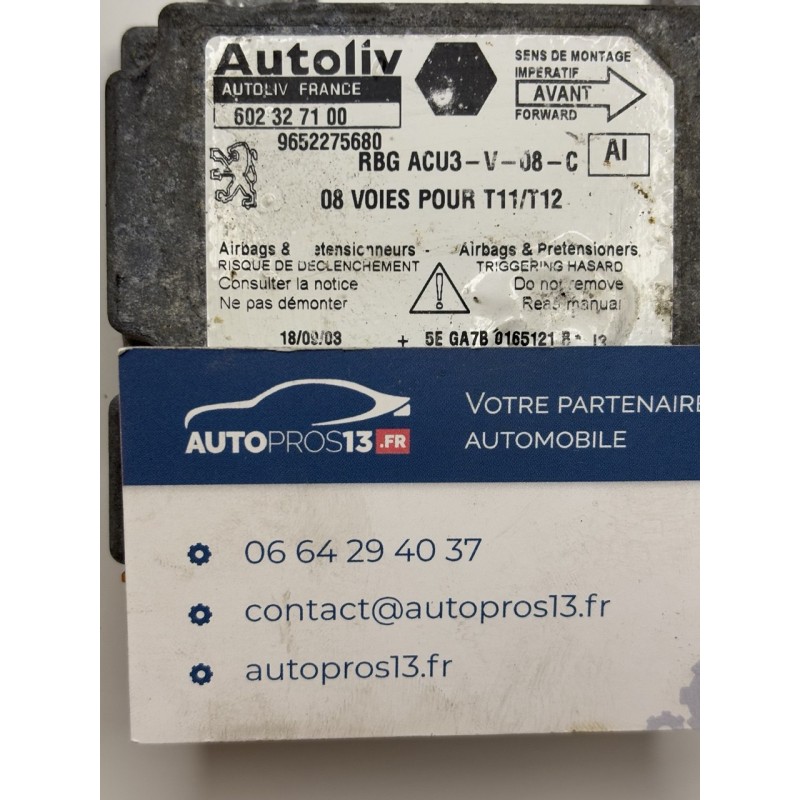 Autoliv
AUTOLIV FRANCE
602 32 71 00
9652275680
SENS DE MONTAGE
IMPERATIF
AVANT
FORWARD
RBG ACU3-V-08-C
AI
08 VOIES POUR T11/T12
Airbags & etensionneurs - Airbags & Pretensioners
RISQUE DE DECLENCHEMENT TRIGGERING HASARD
Consulter la notice Do not remove
Ne pas démonter Read manual
18/09/03 + 5E GA7B 0165121
AUTOPROS13.FR
VOTRE PARTENAIRE
AUTOMOBILE
06 64 29 40 37
contact@autopros13.fr
autopros13.fr